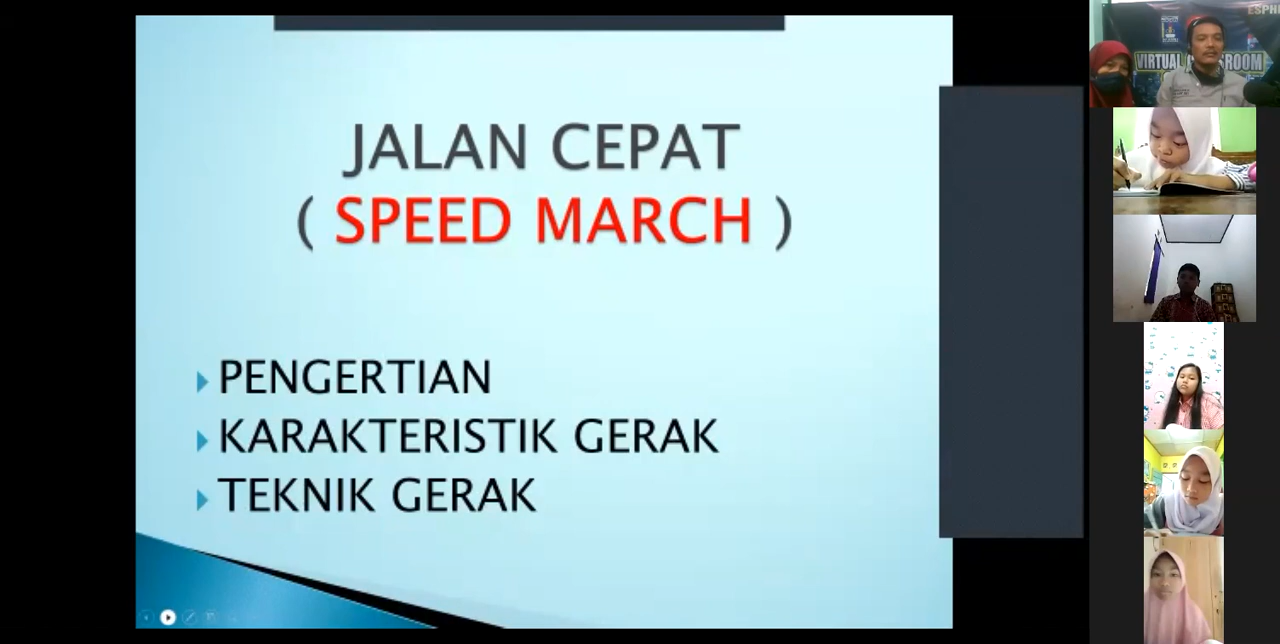 JALAN CEPAT
( SPEED MARCH )
PENGERTIAN
KARAKTERISTIK GERAK
TEKNIK GERAK
VIRTUAL
ROOM